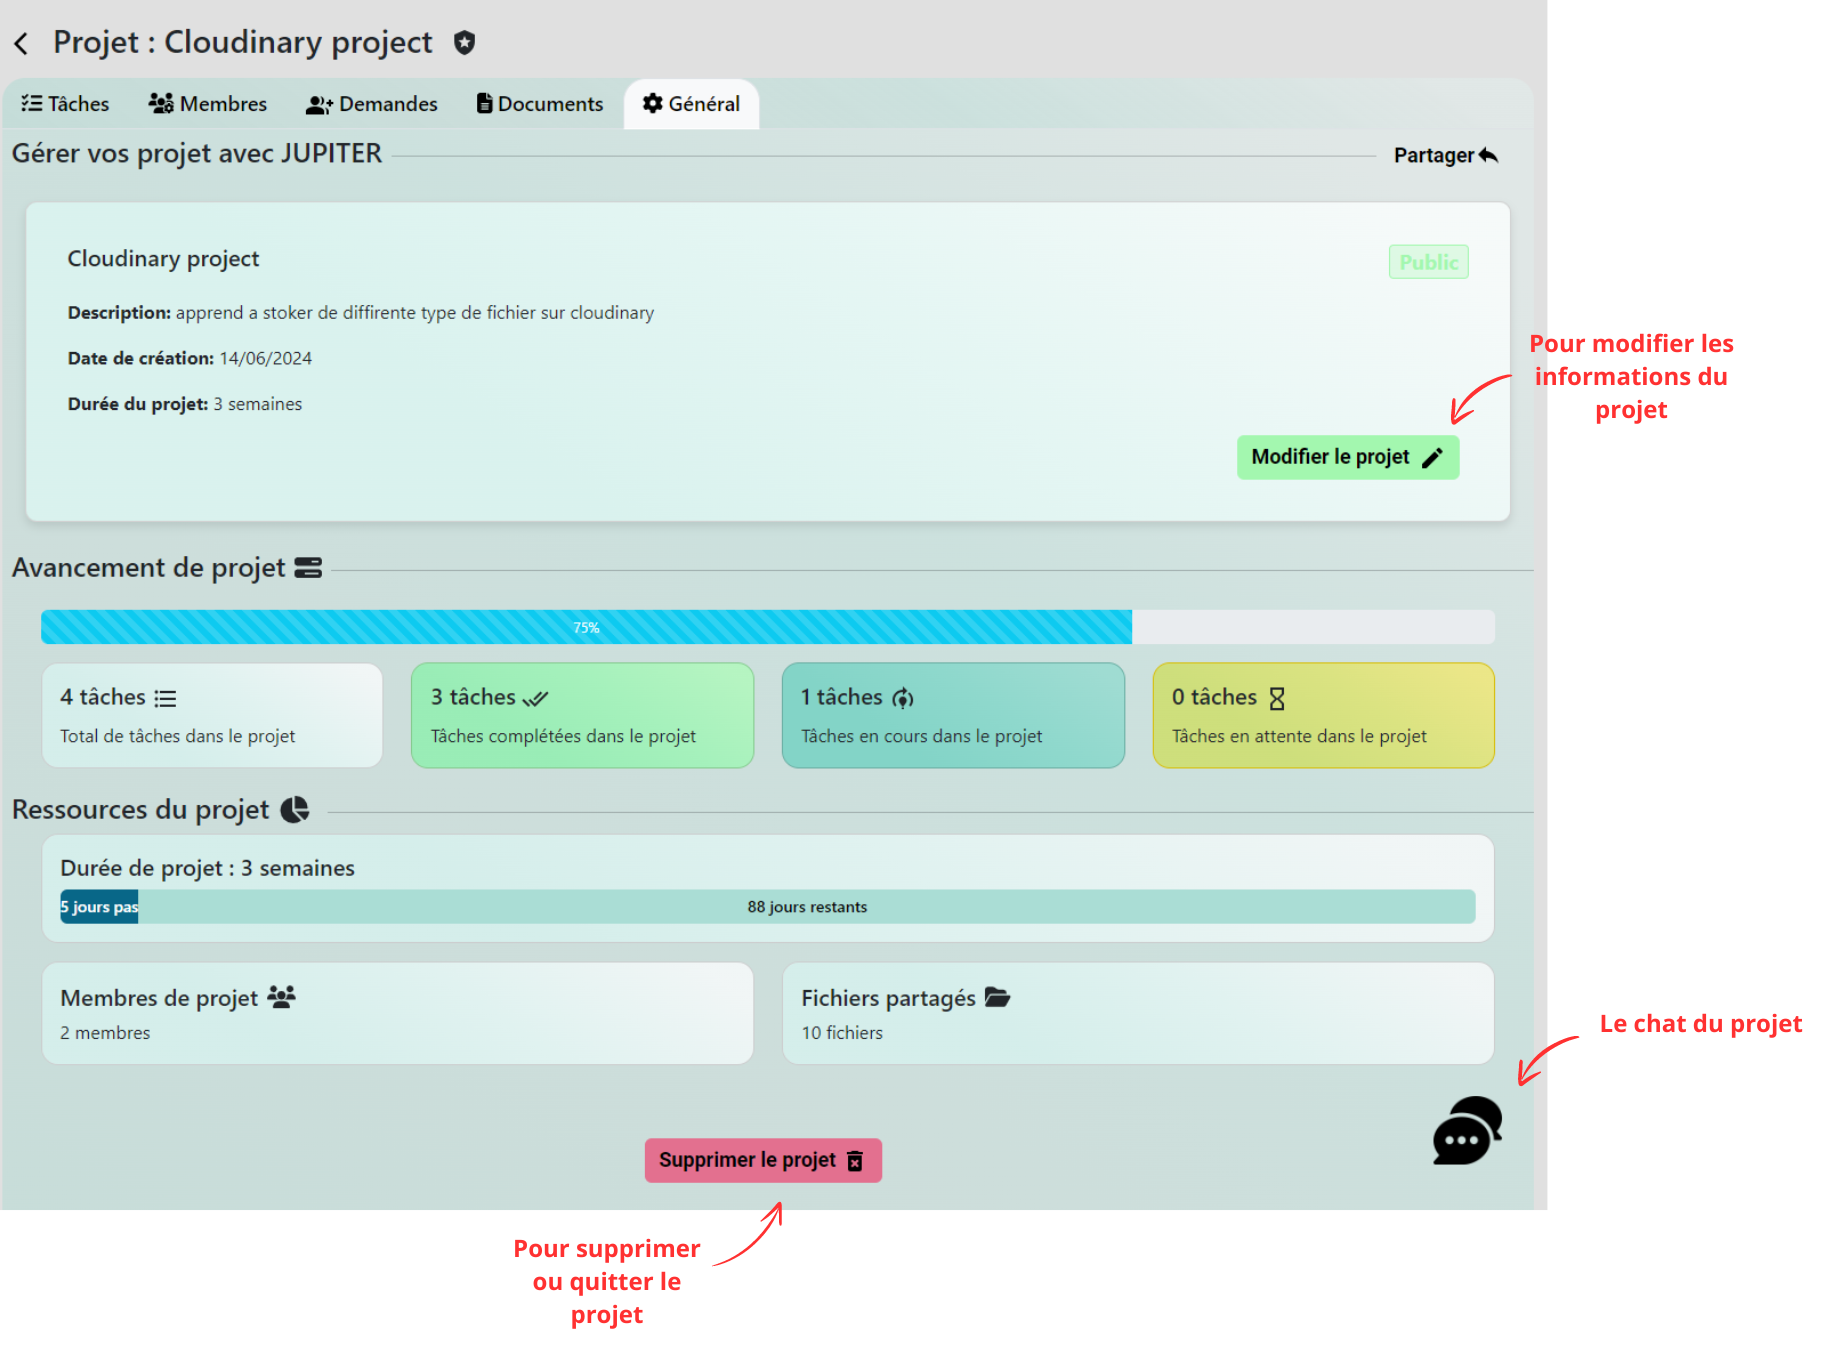 Projet : Cloudinary project
Tâches
Membres
Demandes
Documents
Général
Gérer vos projet avec JUPITER
Partager
Cloudinary project
Public
Description: apprend a stoker de diffirente type de fichier sur cloudinary
Date de création: 14/06/2024
Durée du projet: 3 semaines
Modifier le projet
Pour modifier les
informations du
projet
Avancement de projet
75%
4 tâches
Total de tâches dans le projet
3 tâches
Tâches complétées dans le projet
1 tâches
Tâches en cours dans le projet
0 tâches
Tâches en attente dans le projet
Ressources du projet
Durée de projet : 3 semaines
5 jours pas
88 jours restants
Membres de projet
2 membres
Fichiers partagés
10 fichiers
Le chat du projet
Supprimer le projet
Pour supprimer
ou quitter le
projet